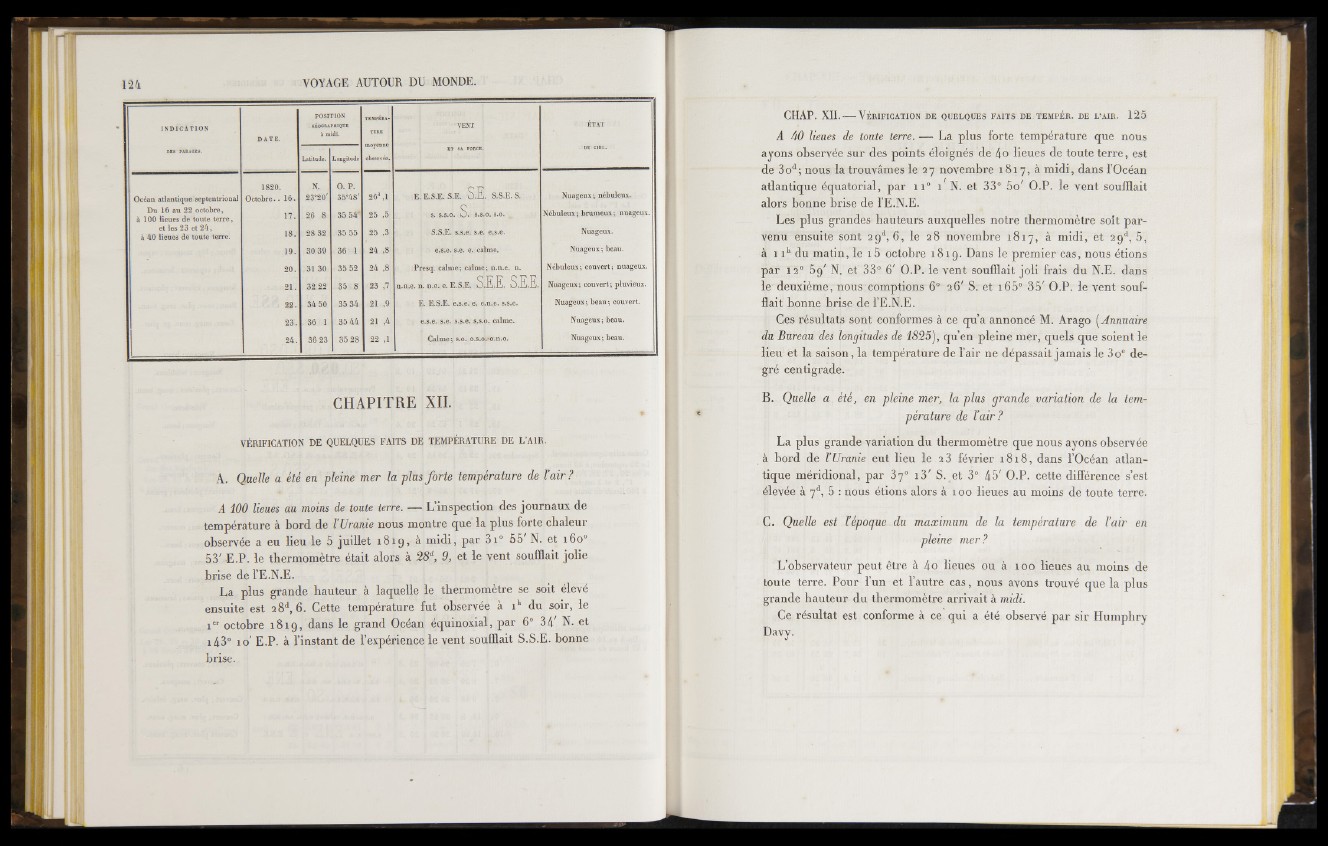 124 VOYAGE AUTOUR DU MONDE.
INDICATION
DES PARAGES.
DATE.
POSITION
GÉOGRAPHIQUE
à midi.
Latitude. Longitude
TEMPÉRA-
TURE
moyenne
observée.
VENT
ET SA FORCE.
ÉTAT
DU CIEL.
Océan atlantique septentrional
Du 16 au 22 octobre,
à 100 lieues de toute terre,
et les 23 et 24,
à 40 lieues de toute terre.
1820. N. O. P.
Octobre.. 16. 23°20′ 35°48′ 26ᵈ,1 E. E.S.E. S.E. S.E. S.S.E. S. Nuageux; nébuleux.
17. 26 8 35 54 25 ,5 S. S.S.O. S. S.S.O. S.O. Nébuleux; brumeux; nuageux.
18. 28 32 35 55 25 ,3 S.S.E. s.s.e. s.e. e.s.e. Nuageux.
19. 30 39 36 1 24 ,8 e.s.e. s.e. e. calme. Nuageux; beau.
20. 31 30 35 52 24 ,8 Presq. calme; calme; n.n.e. n. Nébuleux; couvert; nuageux.
21. 32 22 35 8 23 ,7 n.n.e. n. n.e. e. E.S.E. S.E.E. S.E.E. Nuageux; couvert; pluvieux.
22. 34 50 35 34 21 ,9 E. E.S.E. e.s.e. e. e.n.e. s.s.e. Nuageux; beau; couvert.
23. 36 1 35 44 21 ,4 e.s.e. s.e. s.s.e. s.s.o. calme. Nuageux; beau.
24. 36 23 35 28 22 ,1 Calme; s.o. o.s.o. o.n.o. Nuageux; beau.
CHAPITRE XII.
VÉRIFICATION DE QUELQUES FAITS DE TEMPÉRATURE DE L'AIR.
A. Quelle a été en pleine mer la plus forte température de l'air?
A 100 lieues au moins de toute terre. — L'inspection des journaux de
température à bord de l'Uranie nous montre que la plus forte chaleur
observée a eu lieu le 5 juillet 1819, à midi, par 31° 55′ N. et 160°
53′ E.P. le thermomètre était alors à 28ᵈ, 9, et le vent soufflait jolie
brise de l'E.N.E.
La plus grande hauteur à laquelle le thermomètre se soit élevé
ensuite est 28ᵈ,6. Cette température fut observée à 1ʰ du soir, le
1ᵉʳ octobre 1819, dans le grand Océan équinoxial, par 6° 34′ N. et
143° 10′ E.P. à l'instant de l'expérience le vent soufflait S.S.E. bonne
brise.
CHAP. XII. — VÉRIFICATION DE QUELQUES FAITS DE TEMPÉR. DE L'AIR. 125
A 40 lieues de toute terre. — La plus forte température que nous
ayons observée sur des points éloignés de 40 lieues de toute terre, est
de 30ᵈ; nous la trouvâmes le 27 novembre 1817, à midi, dans l'Océan
atlantique équatorial, par 11° 1′ N. et 33° 50′ O.P. le vent soufflait
alors bonne brise de l'E.N.E.
Les plus grandes hauteurs auxquelles notre thermomètre soit par-
venu ensuite sont 29ᵈ,6, le 28 novembre 1817, à midi, et 29ᵈ,5,
à 11ʰ du matin, le 15 octobre 1819. Dans le premier cas, nous étions
par 12° 59′ N. et 33° 6′ O.P. le vent soufflait joli frais du N.E. dans
le deuxième, nous comptions 6° 26′ S. et 165° 35′ O.P. le vent souf-
flait bonne brise de l'E.N.E.
Ces résultats sont conformes à ce qu'a annoncé M. Arago (Annuaire
du Bureau des longitudes de 1825), qu'en pleine mer, quels que soient le
lieu et la saison, la température de l'air ne dépassait jamais le 30ᵉ de-
gré centigrade.
B. Quelle a été, en pleine mer, la plus grande variation de la tem-
pérature de l'air?
La plus grande variation du thermomètre que nous ayons observée
à bord de l'Uranie eut lieu le 23 février 1818, dans l'Océan atlan-
tique méridional, par 37° 13′ S. et 3° 45′ O.P. cette différence s'est
élevée à 7ᵈ, 5 : nous étions alors à 100 lieues au moins de toute terre.
C. Quelle est l'époque du maximum de la température de l'air en
pleine mer?
L'observateur peut être à 40 lieues ou à 100 lieues au moins de
toute terre. Pour l'un et l'autre cas, nous avons trouvé que la plus
grande hauteur du thermomètre arrivait à midi.
Ce résultat est conforme à ce qui a été observé par sir Humphry
Davy.